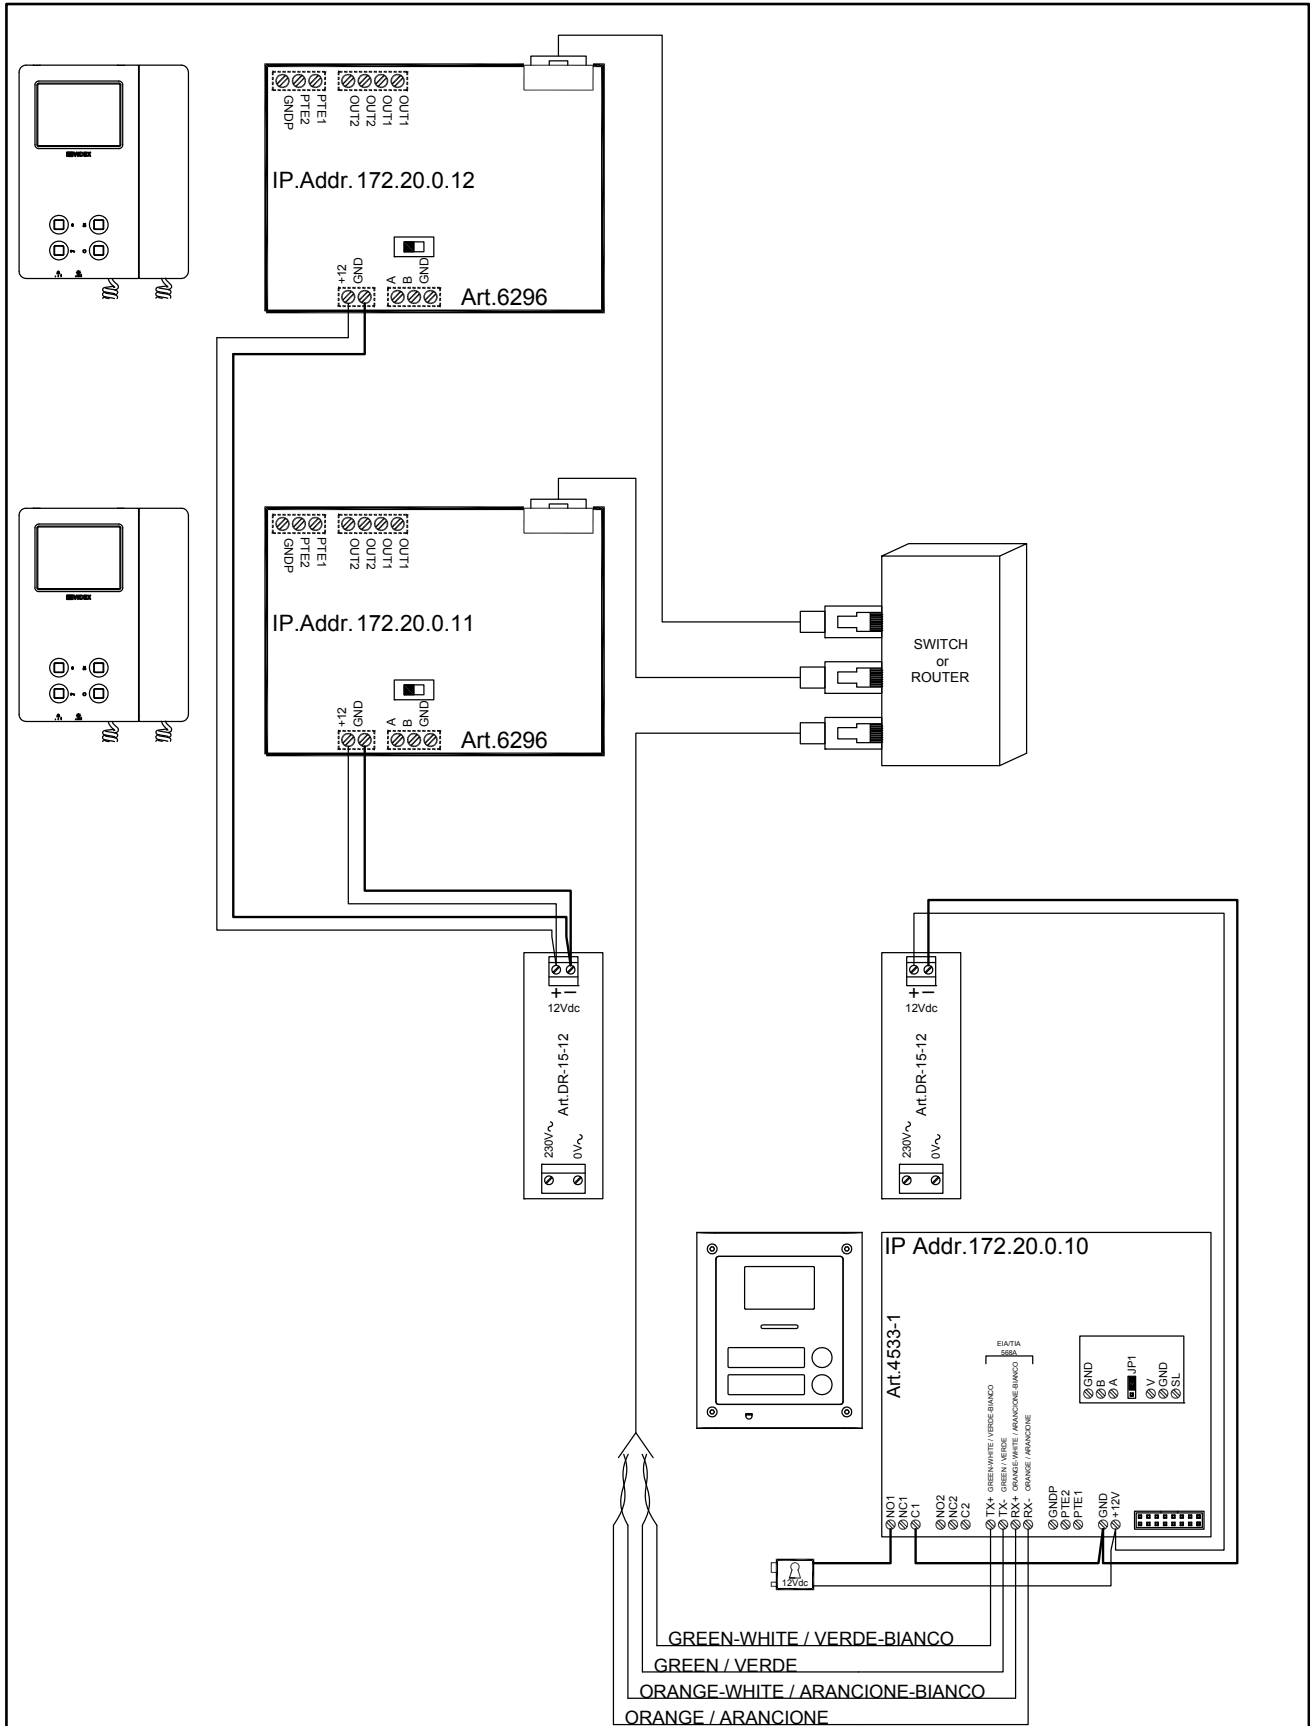 GNDP
PTE2
PTE1
OUT2
OUT2
OUT1
OUT1
IP.Addr. 172.20.0.12
+12
GND
A
B
GND
Art.6296
VIDEX
GNDP
PTE2
PTE1
OUT2
OUT2
OUT1
OUT1
IP.Addr. 172.20.0.11
+12
GND
A
B
GND
Art.6296
VIDEX
SWITCH
or
ROUTER
+ −
12Vdc
Art.DR-15-12
230V~
0V~
+ −
12Vdc
Art.DR-15-12
230V~
0V~
IP Addr.172.20.0.10
Art.4533-1
EIA/TIA
568A
GREEN-WHITE / VERDE-BIANCO
GREEN / VERDE
ORANGE-WHITE / ARANCIONE-BIANCO
ORANGE / ARANCIONE
GND
B
A
JP1
V
GND
SL
NO1
NC1
C1
NO2
NC2
C2
TX+
TX-
RX+
RX-
GNDP
PTE2
PTE1
GND
+12V
12Vdc
GREEN-WHITE / VERDE-BIANCO
GREEN / VERDE
ORANGE-WHITE / ARANCIONE-BIANCO
ORANGE / ARANCIONE